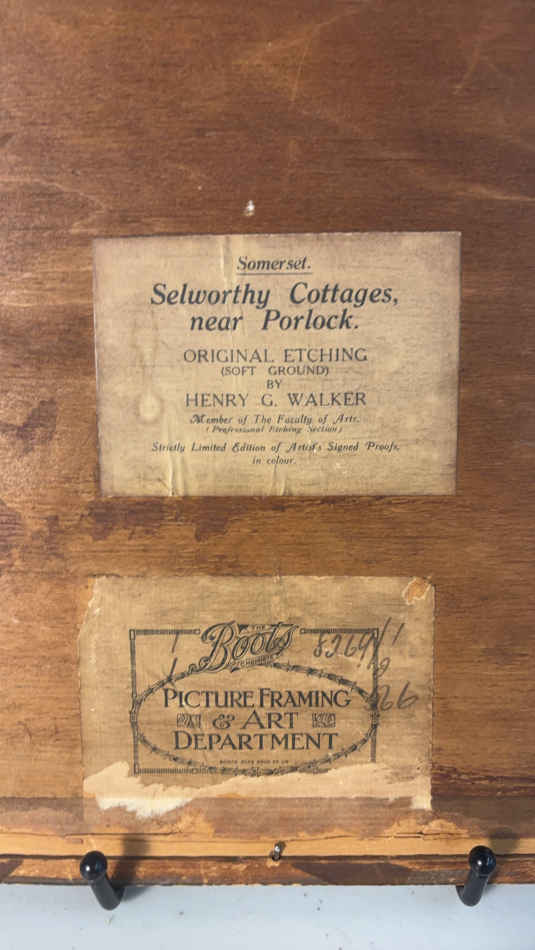 Somerset.
Selworthy Cottages,
near Porlock.
ORIGINAL ETCHING
(SOFT GROUND)
BY
HENRY G. WALKER
Member of The Faculty of Arts.
(Professional Etching Section)
Strictly Limited Edition of Artist's Signed Proofs,
in colour.
THE
Boots
PICTURE FRAMING
& ART
DEPARTMENT